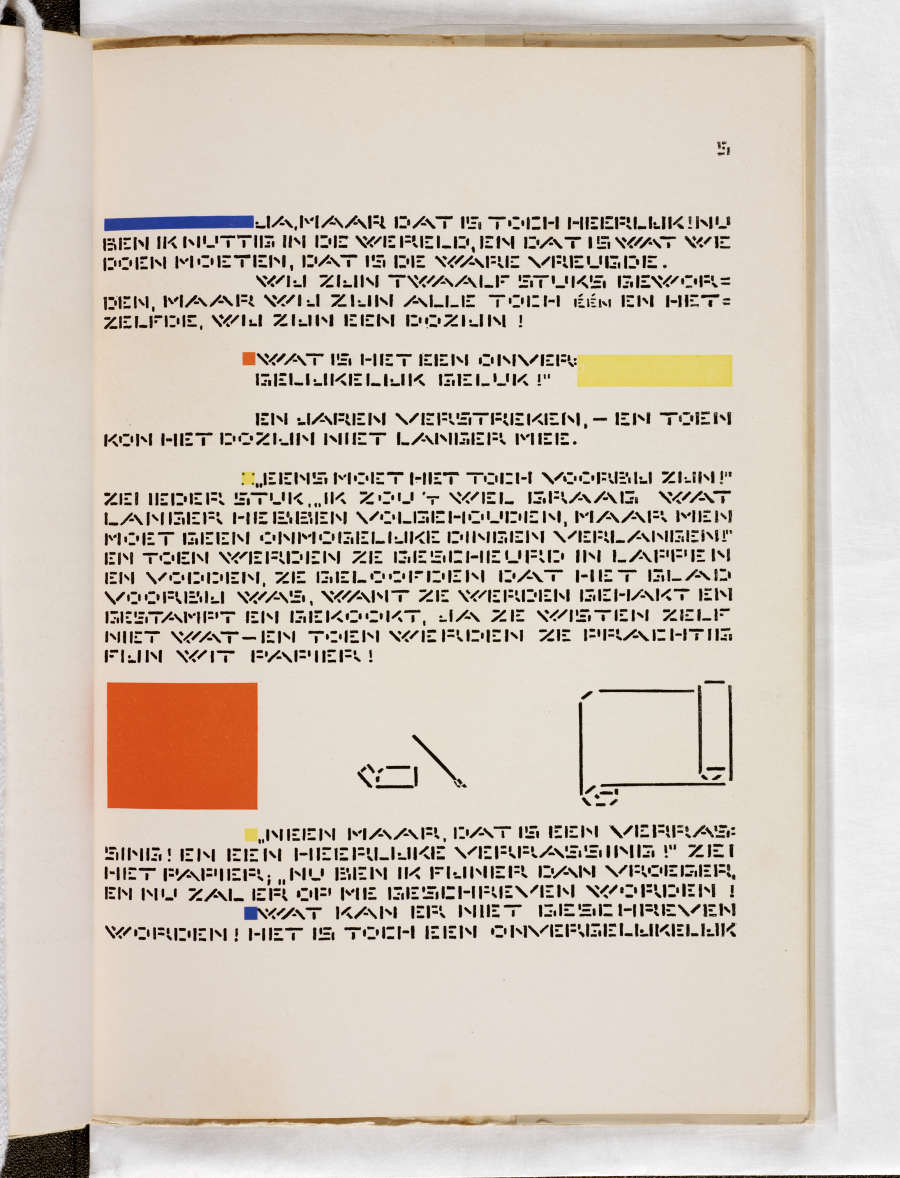 5
JA, MAAR DAT IS TOCH HEERLIJK! NU
BEN IK NUTTIG IN DE WERELD, EN DAT IS WAT WE
DOEN MOETEN, DAT IS DE WARE VREUGDE.
WIJ ZIJN TWAALF STUKS GEWOR=
DEN, MAAR WIJ ZIJN ALLE TOCH ÉÉN EN HET=
ZELFDE, WIJ ZIJN EEN DOZIJN !
WAT IS HET EEN ONVER=
GELIJKELIJK GELUK !"
EN JAREN VERSTREKEN, — EN TOEN
KON HET DOZIJN NIET LANGER MEE.
„EENS MOET HET TOCH VOORBIJ ZIJN !"
ZEI IEDER STUK, „IK ZOU 'T WEL GRAAG WAT
LANGER HEBBEN VOLGEHOUDEN, MAAR MEN
MOET GEEN ONMOGELIJKE DINGEN VERLANGEN!"
EN TOEN WERDEN ZE GESCHEURD IN LAPPEN
EN VODDEN, ZE GELOOFDEN DAT HET GLAD
VOORBIJ WAS, WANT ZE WERDEN GEHAKT EN
GESTAMPT EN GEKOOKT, JA ZE WISTEN ZELF
NIET WAT — EN TOEN WERDEN ZE PRACHTIG
FIJN WIT PAPIER !
„NEEN MAAR, DAT IS EEN VERRAS=
SING! EN EEN HEERLIJKE VERRASSING !" ZEI
HET PAPIER; „NU BEN IK FIJNER DAN VROEGER,
EN NU ZAL ER OP ME GESCHREVEN WORDEN !
WAT KAN ER NIET GESCHREVEN
WORDEN ! HET IS TOCH EEN ONVERGELIJKELIJK